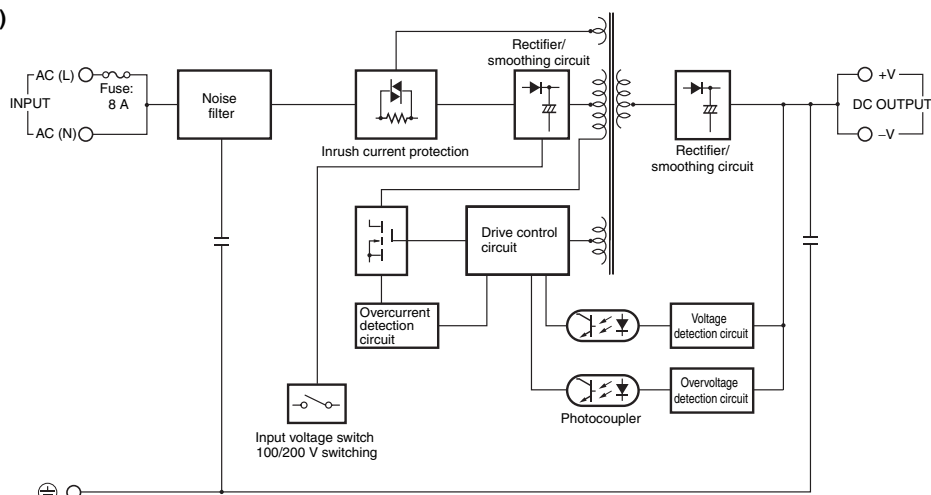 )
AC (L)
Fuse:
8 A
INPUT
AC (N)
Noise
filter
Inrush current protection
Rectifier/
smoothing circuit
Rectifier/
smoothing circuit
+V
DC OUTPUT
–V
Drive control
circuit
Overcurrent
detection
circuit
Voltage
detection circuit
Overvoltage
detection circuit
Photocoupler
Input voltage switch
100/200 V switching